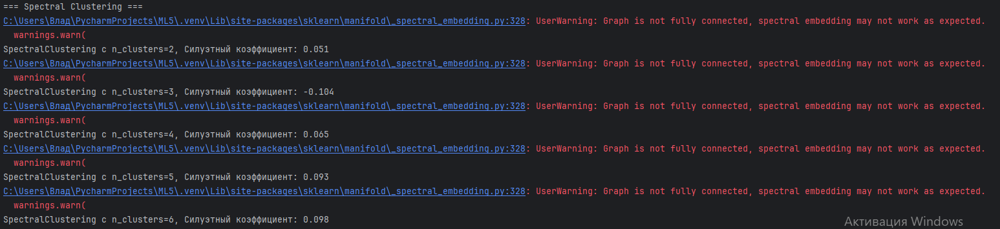 === Spectral Clustering ===
C:\Users\Влад\PycharmProjects\ML5\.venv\Lib\site-packages\sklearn\manifold\_spectral_embedding.py:328: UserWarning: Graph is not fully connected, spectral embedding may not work as expected.
  warnings.warn(
SpectralClustering с n_clusters=2, Силуэтный коэффициент: 0.051
C:\Users\Влад\PycharmProjects\ML5\.venv\Lib\site-packages\sklearn\manifold\_spectral_embedding.py:328: UserWarning: Graph is not fully connected, spectral embedding may not work as expected.
  warnings.warn(
SpectralClustering с n_clusters=3, Силуэтный коэффициент: -0.104
C:\Users\Влад\PycharmProjects\ML5\.venv\Lib\site-packages\sklearn\manifold\_spectral_embedding.py:328: UserWarning: Graph is not fully connected, spectral embedding may not work as expected.
  warnings.warn(
SpectralClustering с n_clusters=4, Силуэтный коэффициент: 0.065
C:\Users\Влад\PycharmProjects\ML5\.venv\Lib\site-packages\sklearn\manifold\_spectral_embedding.py:328: UserWarning: Graph is not fully connected, spectral embedding may not work as expected.
  warnings.warn(
SpectralClustering с n_clusters=5, Силуэтный коэффициент: 0.093
C:\Users\Влад\PycharmProjects\ML5\.venv\Lib\site-packages\sklearn\manifold\_spectral_embedding.py:328: UserWarning: Graph is not fully connected, spectral embedding may not work as expected.
  warnings.warn(
SpectralClustering с n_clusters=6, Силуэтный коэффициент: 0.098
Активация Windows